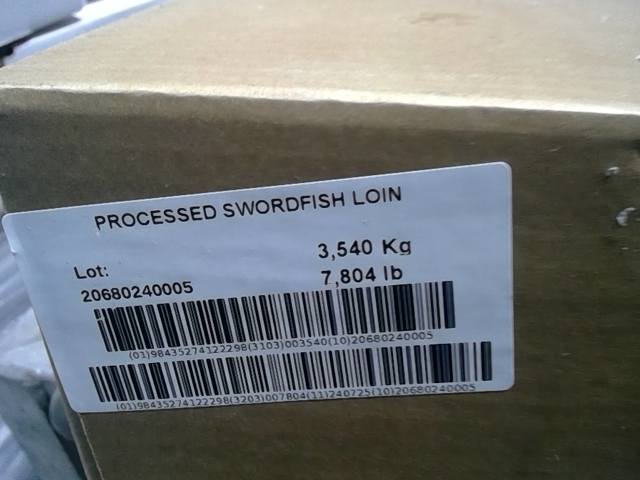 PROCESSED SWORDFISH LOIN
3,540 Kg
Lot:
7,804 lb
20680240005
(01)98435274122298(3103)003540(10)20680240005
(01)98435274122298(3203)007804(11)240725(10)20680240005